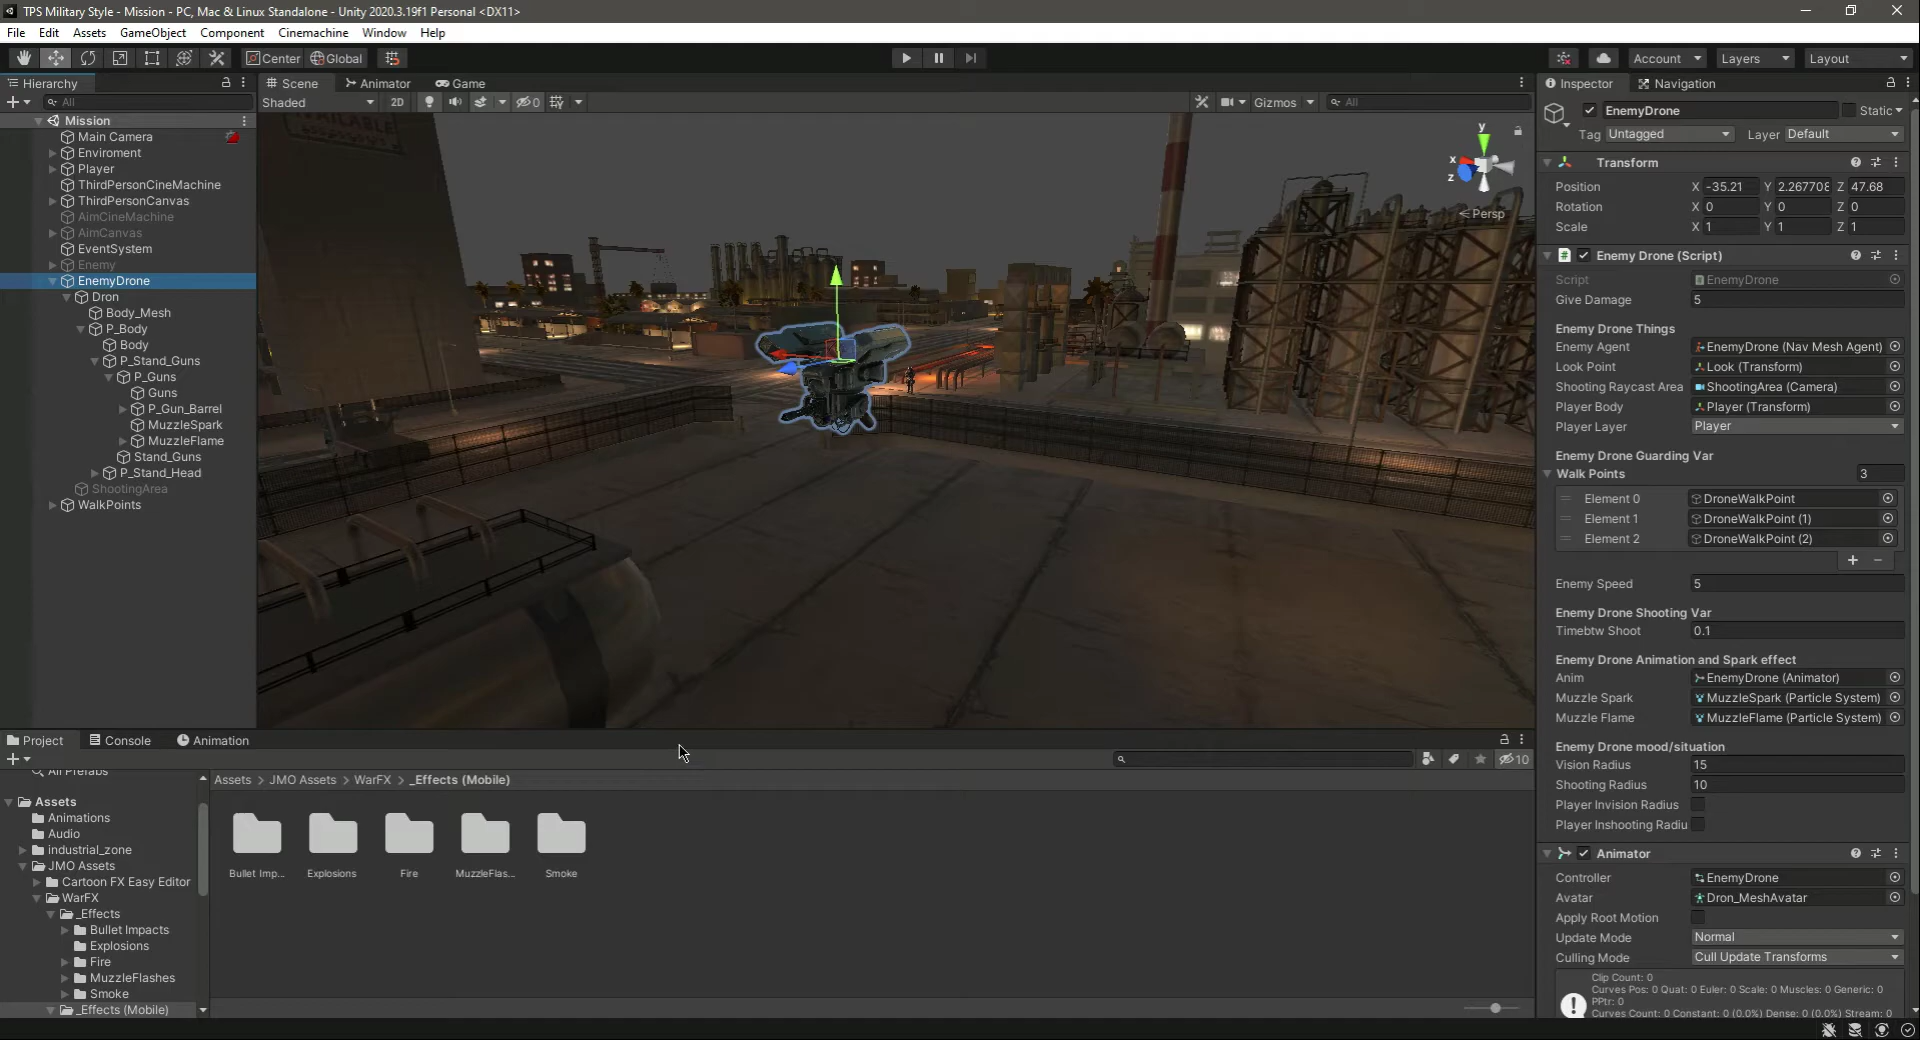 TPS Military Style - Mission - PC, Mac & Linux Standalone - Unity 2020.3.19f1 Personal <DX11>
File Edit Assets GameObject Component Cinemachine Window Help
Center Global Account Layers Layout
Hierarchy
All
Mission
Main Camera
Enviroment
Player
ThirdPersonCineMachine
ThirdPersonCanvas
AimCineMachine
AimCanvas
EventSystem
Enemy
EnemyDrone
Dron
Body_Mesh
P_Body
Body
P_Stand_Guns
P_Guns
Guns
P_Gun_Barrel
MuzzleSpark
MuzzleFlame
Stand_Guns
P_Stand_Head
ShootingArea
WalkPoints
Scene Animator Game
Shaded 2D 0 Gizmos All
AVAILABLE
y
x
z
Persp
Project Console Animation
10
All Prefabs
Assets
Animations
Audio
industrial_zone
JMO Assets
Cartoon FX Easy Editor
WarFX
_Effects
Bullet Impacts
Explosions
Fire
MuzzleFlashes
Smoke
_Effects (Mobile)
Assets > JMO Assets > WarFX > _Effects (Mobile)
Bullet Imp... Explosions Fire MuzzleFlas... Smoke
Inspector Navigation
EnemyDrone Static
Tag Untagged Layer Default
Transform
Position X -35.21 Y 2.267708 Z 47.68
Rotation X 0 Y 0 Z 0
Scale X 1 Y 1 Z 1
Enemy Drone (Script)
Script EnemyDrone
Give Damage 5
Enemy Drone Things
Enemy Agent EnemyDrone (Nav Mesh Agent)
Look Point Look (Transform)
Shooting Raycast Area ShootingArea (Camera)
Player Body Player (Transform)
Player Layer Player
Enemy Drone Guarding Var
Walk Points 3
Element 0 DroneWalkPoint
Element 1 DroneWalkPoint (1)
Element 2 DroneWalkPoint (2)
Enemy Speed 5
Enemy Drone Shooting Var
Timebtw Shoot 0.1
Enemy Drone Animation and Spark effect
Anim EnemyDrone (Animator)
Muzzle Spark MuzzleSpark (Particle System)
Muzzle Flame MuzzleFlame (Particle System)
Enemy Drone mood/situation
Vision Radius 15
Shooting Radius 10
Player Invision Radius
Player Inshooting Radiu
Animator
Controller EnemyDrone
Avatar Dron_MeshAvatar
Apply Root Motion
Update Mode Normal
Culling Mode Cull Update Transforms
Clip Count: 0
Curves Pos: 0 Quat: 0 Euler: 0 Scale: 0 Muscles: 0 Generic: 0
PPtr: 0
Curves Count: 0 Constant: 0 (0.0%) Dense: 0 (0.0%) Stream: 0